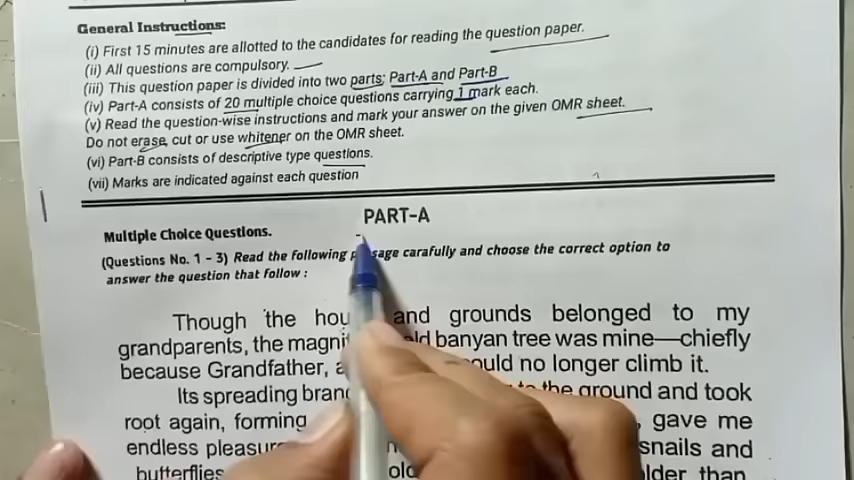 General Instructions:
(i) First 15 minutes are allotted to the candidates for reading the question paper.
(ii) All questions are compulsory.
(iii) This question paper is divided into two parts; Part-A and Part-B
(iv) Part-A consists of 20 multiple choice questions carrying 1 mark each.
(v) Read the question-wise instructions and mark your answer on the given OMR sheet.
Do not erase, cut or use whitener on the OMR sheet.
(vi) Part-B consists of descriptive type questions.
(vii) Marks are indicated against each question
PART-A
Multiple Choice Questions.
(Questions No. 1 - 3) Read the following carafully and choose the correct option to
answer the question that follow :
Though the and grounds belonged to my
grandparents, the banyan tree was mine—chiefly
because Grandfather, could no longer climb it.
Its spreading the ground and took
root again, forming gave me
endless snails and
butterflies than